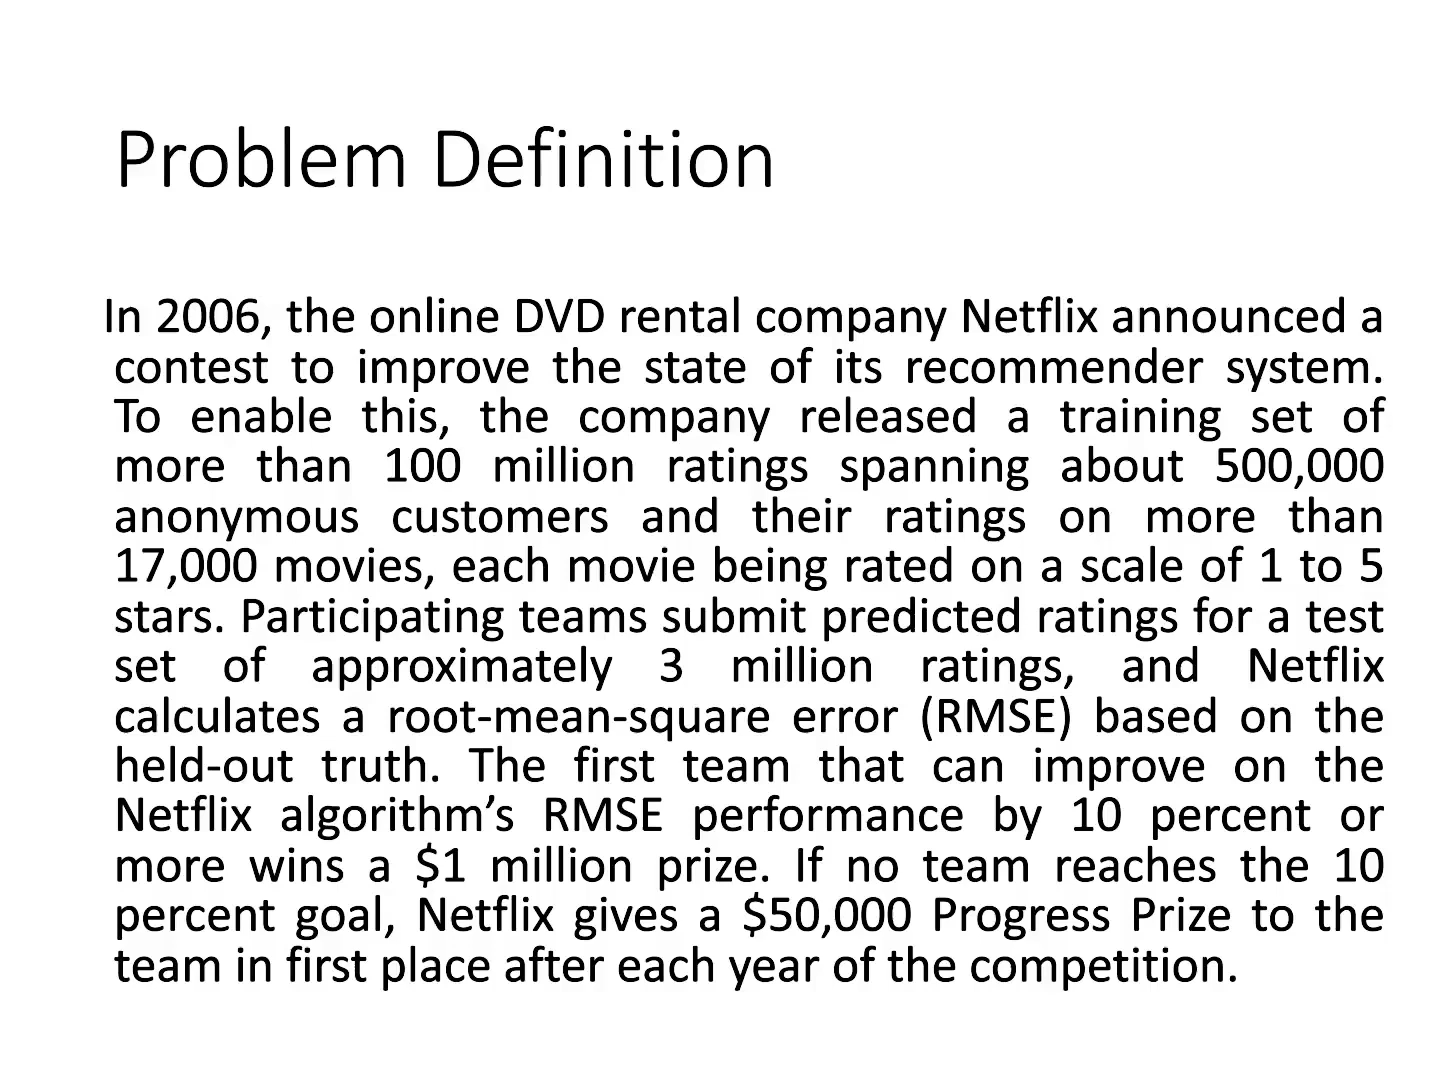 Problem Definition
In 2006, the online DVD rental company Netflix announced a
contest to improve the state of its recommender system.
To enable this, the company released a training set of
more than 100 million ratings spanning about 500,000
anonymous customers and their ratings on more than
17,000 movies, each movie being rated on a scale of 1 to 5
stars. Participating teams submit predicted ratings for a test
set of approximately 3 million ratings, and Netflix
calculates a root-mean-square error (RMSE) based on the
held-out truth. The first team that can improve on the
Netflix algorithm’s RMSE performance by 10 percent or
more wins a $1 million prize. If no team reaches the 10
percent goal, Netflix gives a $50,000 Progress Prize to the
team in first place after each year of the competition.